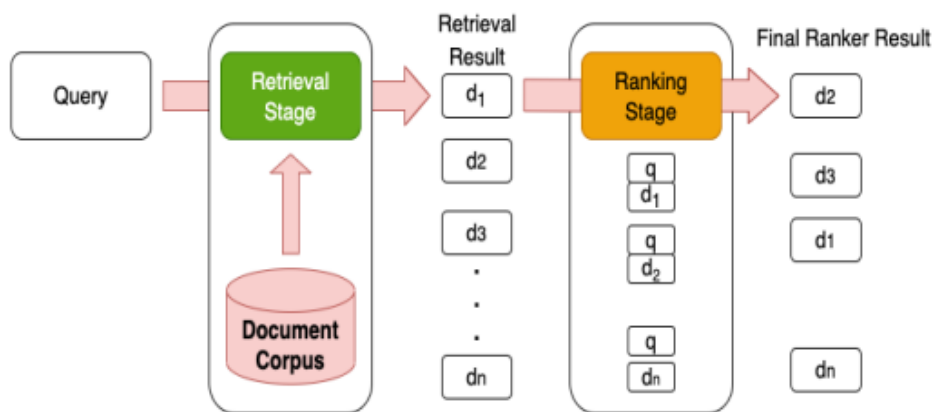 Query
Retrieval
Stage
Document
Corpus
Retrieval
Result
d1
d2
d3
.
.
.
dn
Ranking
Stage
q
d1
q
d2
q
dn
Final Ranker Result
d2
d3
d1
dn